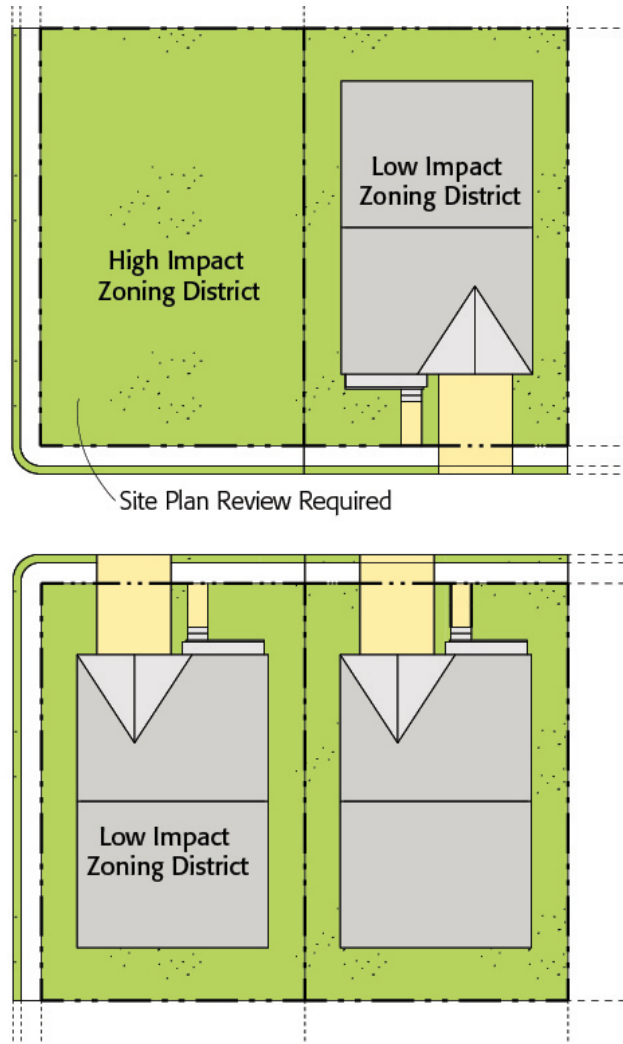 Low Impact
Zoning District
High Impact
Zoning District
Site Plan Review Required
Low Impact
Zoning District